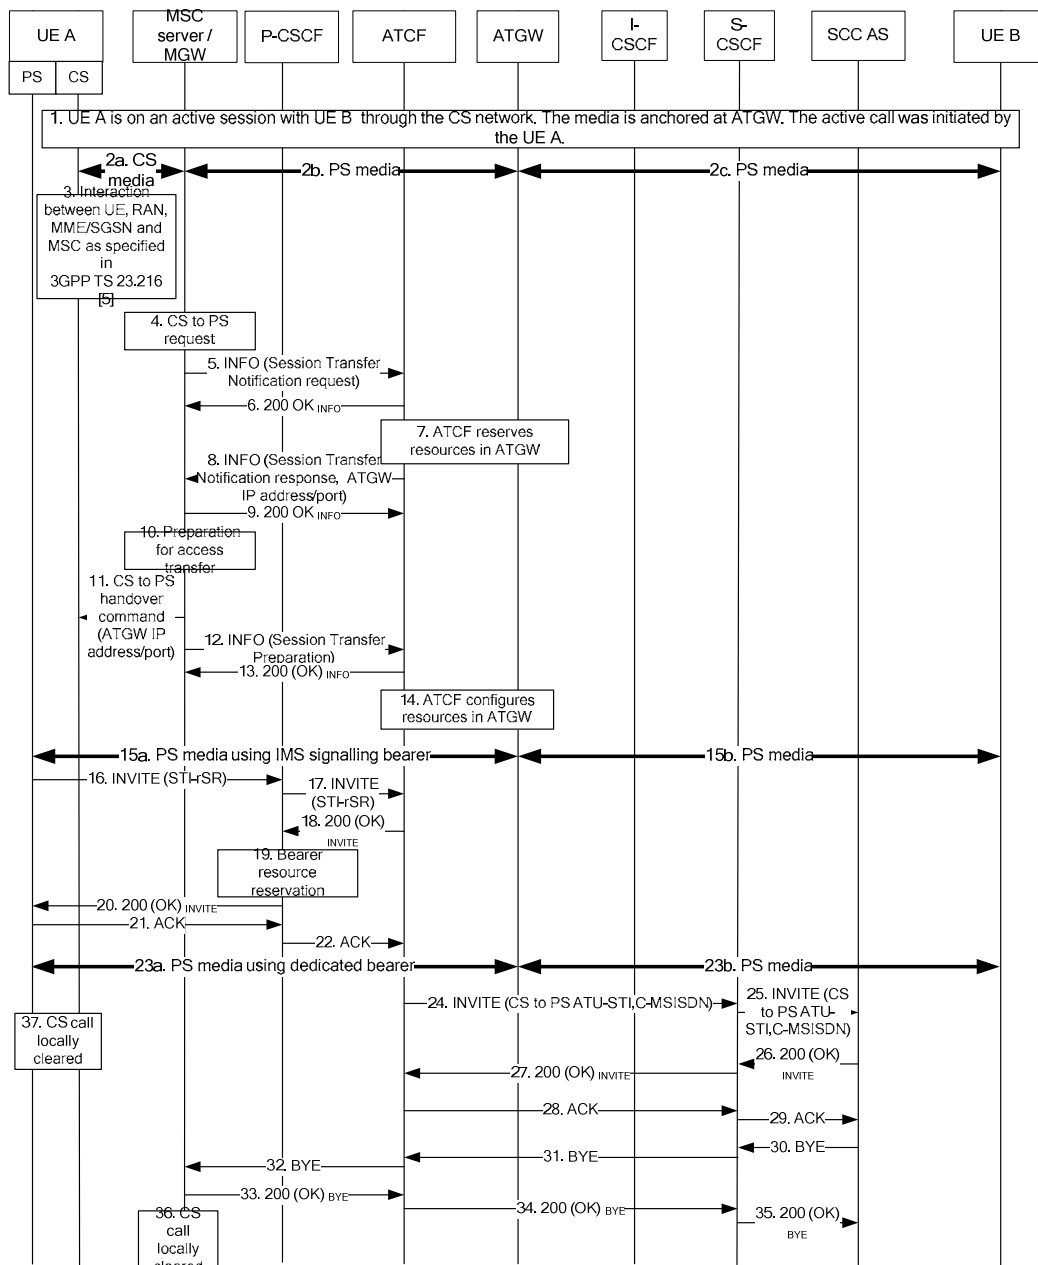 UE A
MSC
server /
MGW
P-CSCF
ATCF
ATGW
I-
CSCF
S-
CSCF
SCC AS
UE B
PS
CS
1. UE A is on an active session with UE B through the CS network. The media is anchored at ATGW. The active call was initiated by
the UE A.
2a. CS
media
2b. PS media
2c. PS media
3. Interaction
between UE, RAN,
MME/SGSN and
MSC as specified
in
3GPP TS 23.216
[5]
4. CS to PS
request
5. INFO (Session Transfer
Notification request)
6. 200 OK INFO
7. ATCF reserves
resources in ATGW
8. INFO (Session Transfer
Notification response, ATGW
IP address/port)
9. 200 OK INFO
10. Preparation
for access
transfer
11. CS to PS
handover
command
(ATGW IP
address/port)
12. INFO (Session Transfer
Preparation)
13. 200 (OK) INFO
14. ATCF configures
resources in ATGW
15a. PS media using IMS signalling bearer
15b. PS media
16. INVITE (STI-rSR)
17. INVITE
(STI-rSR)
18. 200 (OK)
INVITE
19. Bearer
resource
reservation
20. 200 (OK) INVITE
21. ACK
22. ACK
23a. PS media using dedicated bearer
23b. PS media
24. INVITE (CS to PS ATU-STI,C-MSISDN)
25. INVITE (CS
to PS ATU-
STI,C-MSISDN)
37. CS call
locally
cleared
26. 200 (OK)
INVITE
27. 200 (OK) INVITE
28. ACK
29. ACK
30. BYE
31. BYE
32. BYE
33. 200 (OK) BYE
34. 200 (OK) BYE
35. 200 (OK)
BYE
36. CS
call
locally
cleared